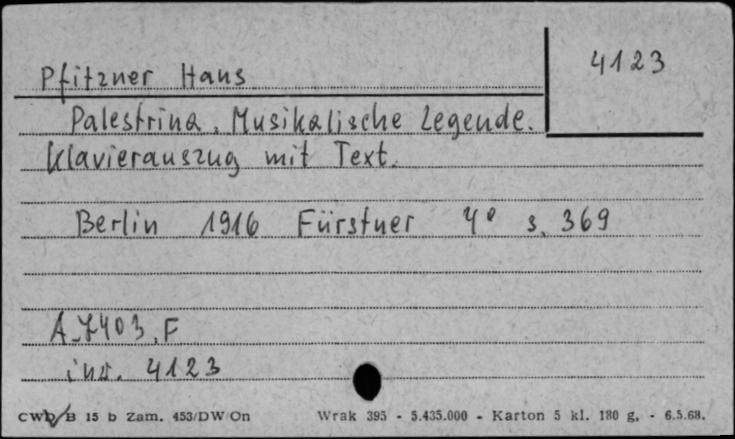 4123
Pfitzner Hans
Palestrina. Musikalische Legende.
Klavierauszug mit Text.
Berlin 1916 Fürstner 4° s. 369
A.7403.F
inw. 4123
CWD/B 15 b Zam. 453/DW/On Wrak 395 - 5.435.000 - Karton 5 kl. 180 g. - 6.5.68.